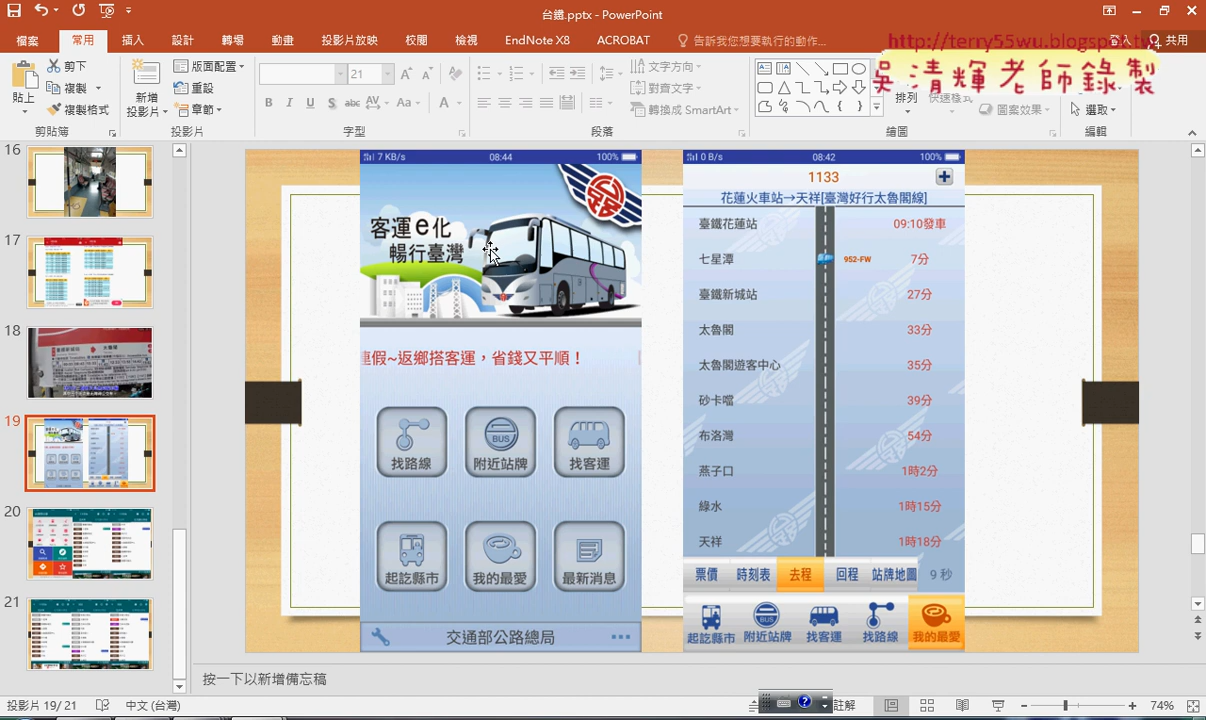 台鐵.pptx - PowerPoint
檔案
常用
插入
設計
轉場
動畫
投影片放映
校閱
檢視
EndNote X8
ACROBAT
告訴我您想要執行的動作...
登入
共用
http://terry55wu.blogspot.tw
吳清輝老師錄製
貼上
剪下
複製
複製格式
剪貼簿
新增
投影片
版面配置
重設
章節
投影片
21
B I U S abc AV Aa A
字型
文字方向
對齊文字
轉換成 SmartArt
段落
排列
快速樣式
圖案效果
繪圖
選取
編輯
16
17
18
19
20
21
7 KB/s
08:44
100%
客運e化
暢行臺灣
連假~返鄉搭客運，省錢又平順！
找路線
附近站牌
找客運
起訖縣市
我的最愛
最新消息
交通部公路總局
0 B/s
08:42
100%
1133
花蓮火車站→天祥[臺灣好行太魯閣線]
臺鐵花蓮站 09:10發車
七星潭 952-FW 7分
臺鐵新城站 27分
太魯閣 33分
太魯閣遊客中心 35分
砂卡噹 39分
布洛灣 54分
燕子口 1時2分
綠水 1時15分
天祥 1時18分
票價 時刻表 去程 回程 站牌地圖 9 秒
起訖縣市 附近站牌 找客運 找路線 我的最愛
按一下以新增備忘稿
投影片 19/ 21
中文 (台灣)
註解
74%